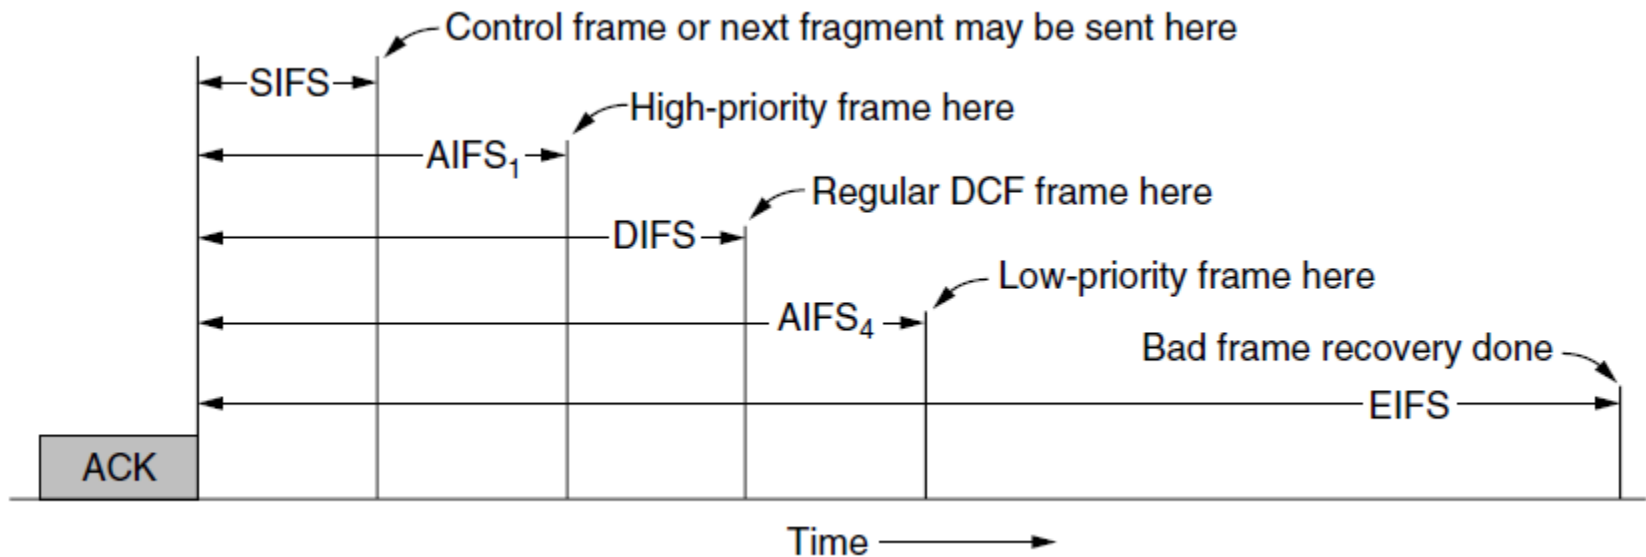 Control frame or next fragment may be sent here
SIFS
High-priority frame here
AIFS₁
Regular DCF frame here
DIFS
Low-priority frame here
AIFS₄
Bad frame recovery done
EIFS
ACK
Time